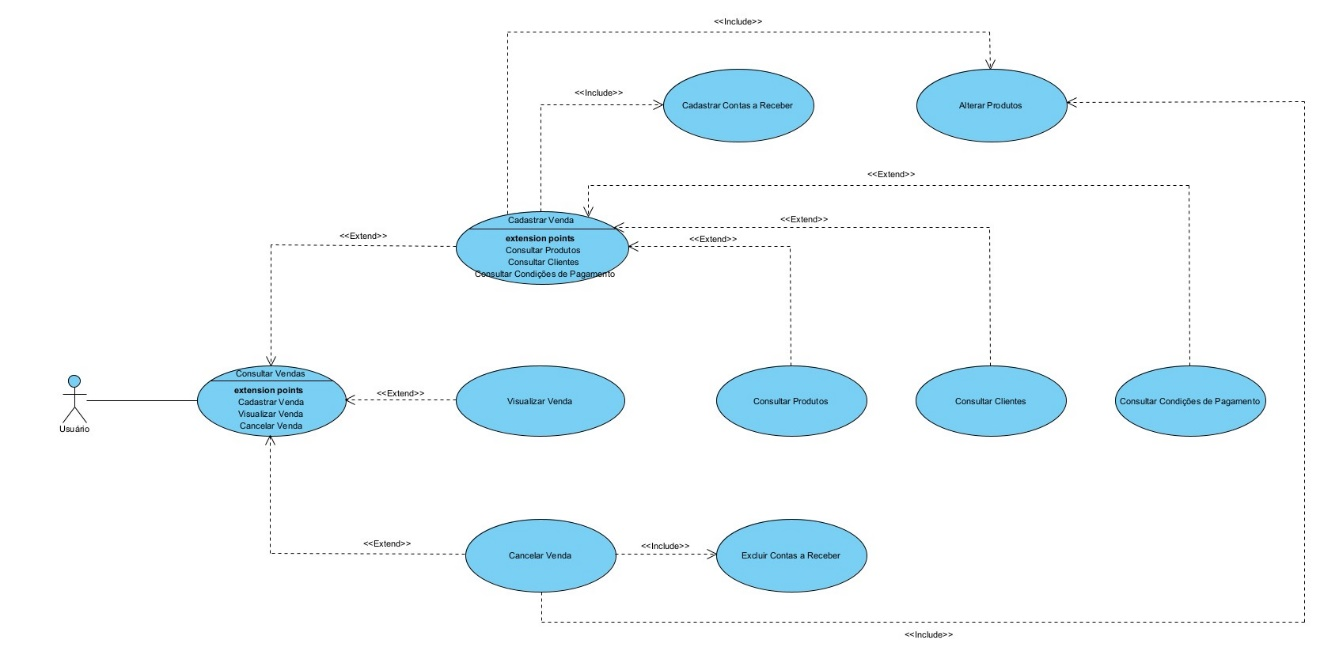 <<Include>>
<<Include>>
Cadastrar Contas a Receber
Alterar Produtos
<<Extend>>
<<Extend>>
<<Extend>>
<<Extend>>
Cadastrar Venda
extension points
Consultar Produtos
Consultar Clientes
Consultar Condições de Pagamento
Usuário
Consultar Vendas
extension points
Cadastrar Venda
Visualizar Venda
Cancelar Venda
<<Extend>>
Visualizar Venda
Consultar Produtos
Consultar Clientes
Consultar Condições de Pagamento
<<Extend>>
Cancelar Venda
<<Include>>
Excluir Contas a Receber
<<Include>>